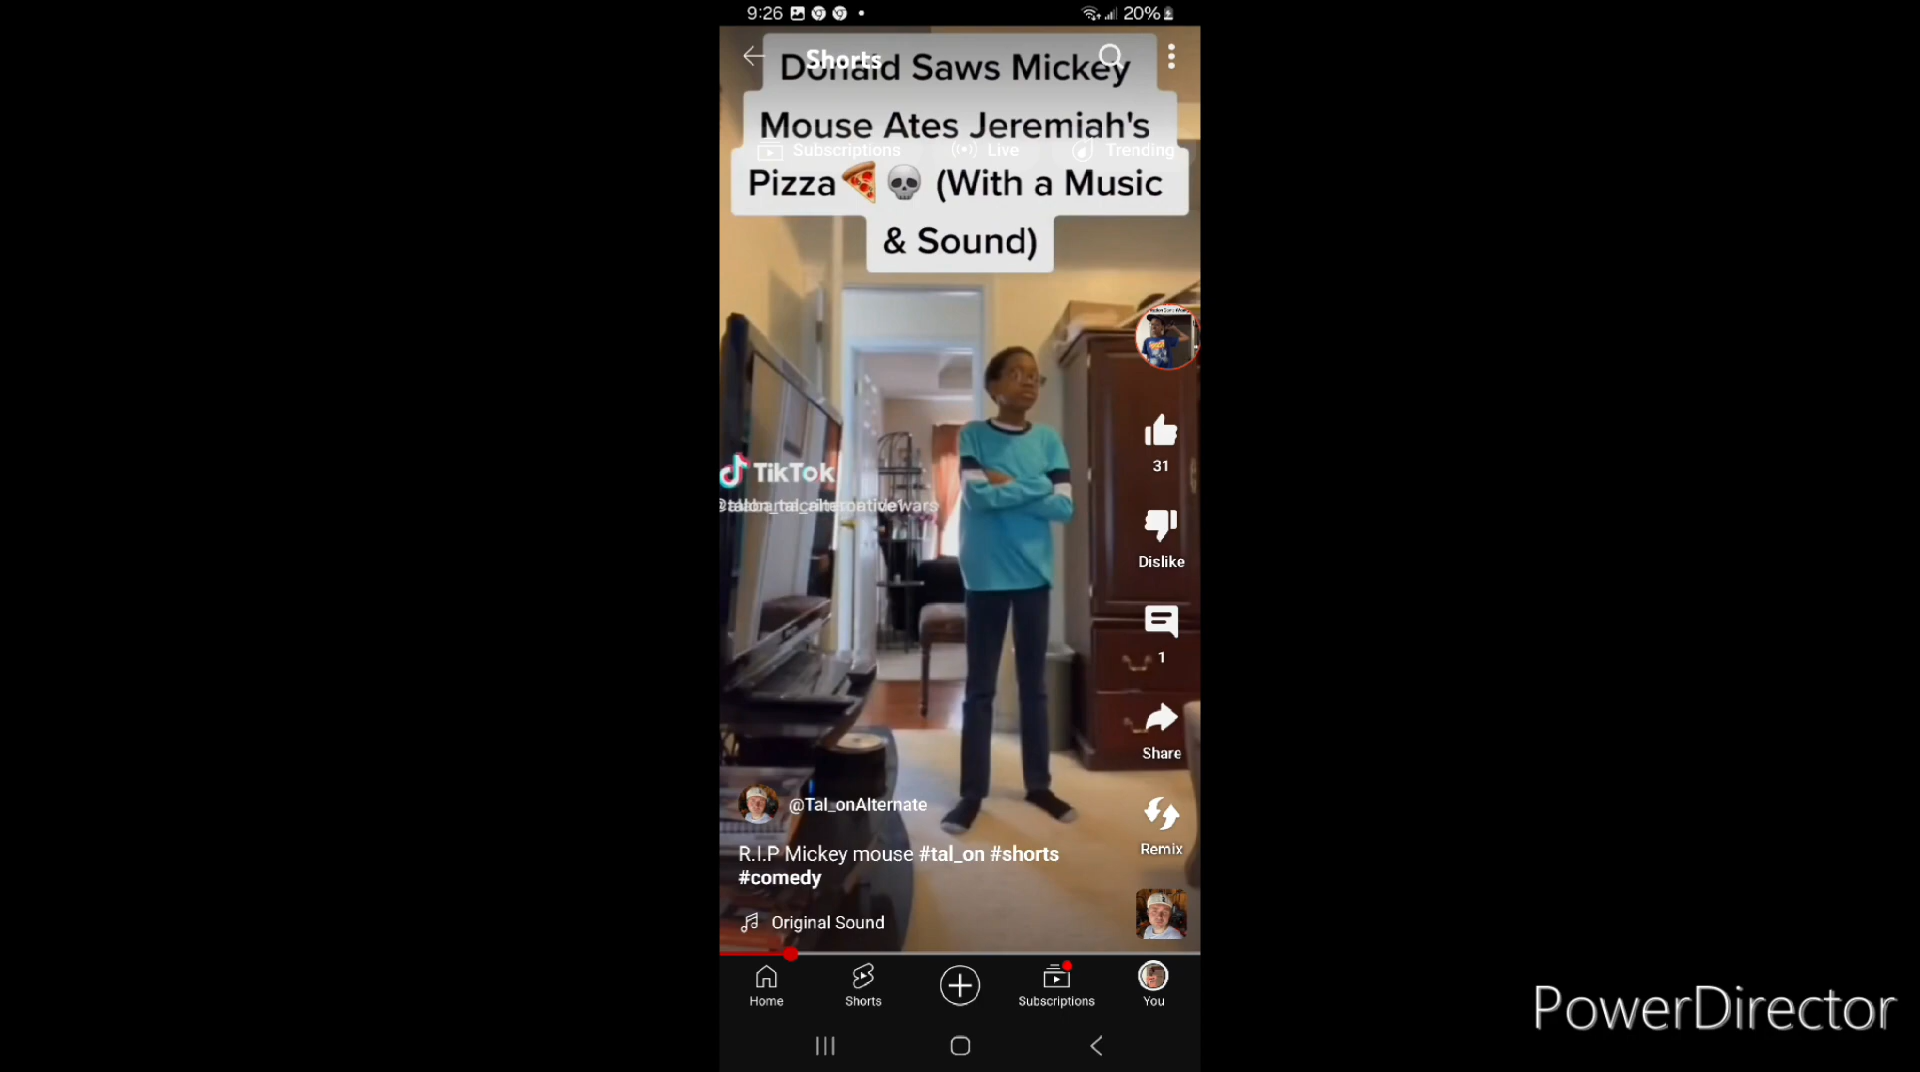 9:26
20%
Shorts
Donald Saws Mickey
Mouse Ates Jeremiah's
Subscriptions
Live
Trending
Pizza🍕💀 (With a Music
& Sound)
31
TikTok
Dislike
1
Share
@Tal_onAlternate
Remix
R.I.P Mickey mouse #tal_on #shorts
#comedy
Original Sound
Home
Shorts
Subscriptions
You
PowerDirector